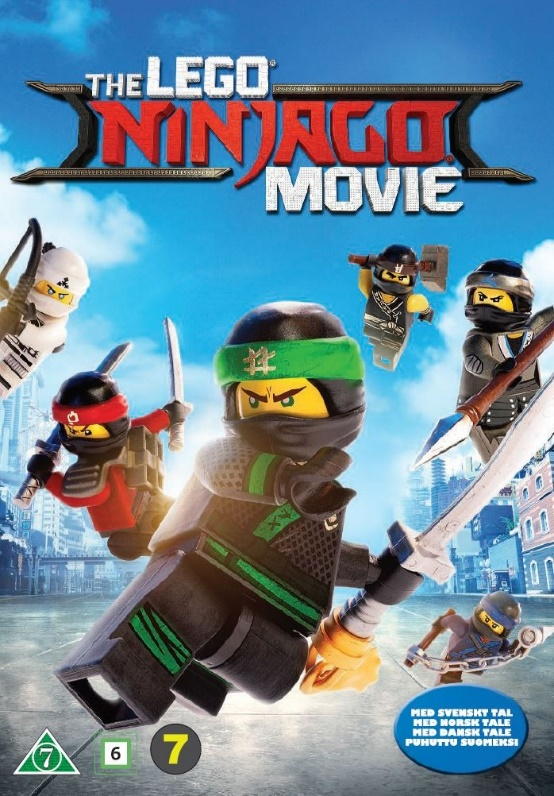 THE LEGO®
NINJAGO®
MOVIE
MED SVENSKT TAL
MED NORSK TALE
MED DANSK TALE
PUHUTTU SUOMEKSI
7
6
7